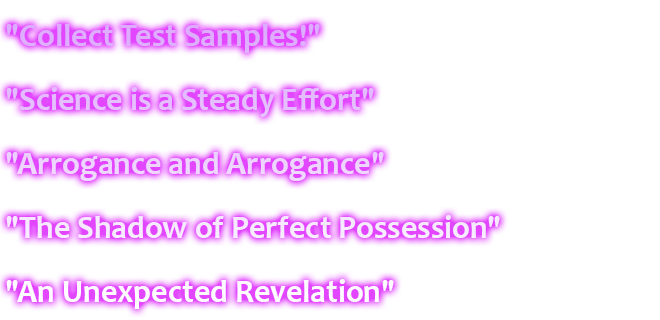 "Collect Test Samples!"
"Science is a Steady Effort"
"Arrogance and Arrogance"
"The Shadow of Perfect Possession"
"An Unexpected Revelation"